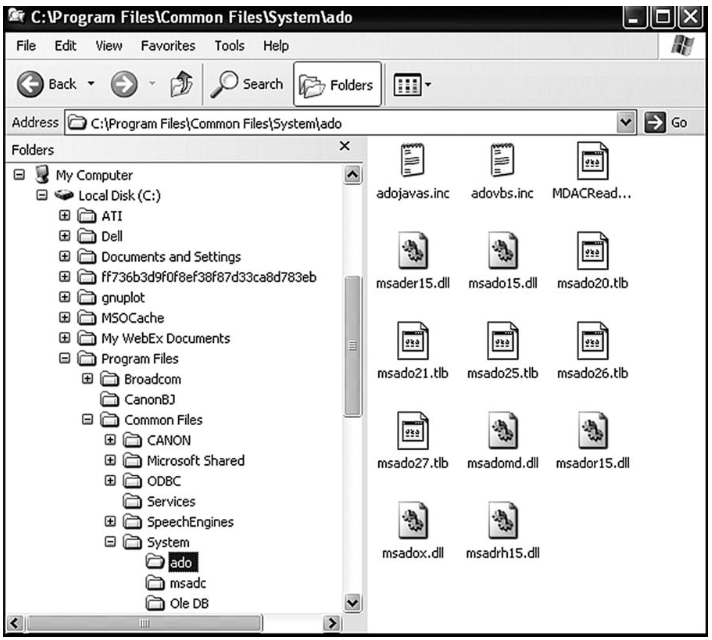 C:\Program Files\Common Files\System\ado
File Edit View Favorites Tools Help
Back Search Folders
Address C:\Program Files\Common Files\System\ado Go
Folders
My Computer
Local Disk (C:)
ATI
Dell
Documents and Settings
ff736b3d9f0f8ef38f87d33ca8d783eb
gnuplot
MSOCache
My WebEx Documents
Program Files
Broadcom
CanonBJ
Common Files
CANON
Microsoft Shared
ODBC
Services
SpeechEngines
System
ado
msadc
Ole DB
adojavas.inc adovbs.inc MDACRead...
msader15.dll msado15.dll msado20.tlb
msado21.tlb msado25.tlb msado26.tlb
msado27.tlb msadomd.dll msador15.dll
msadox.dll msadrh15.dll